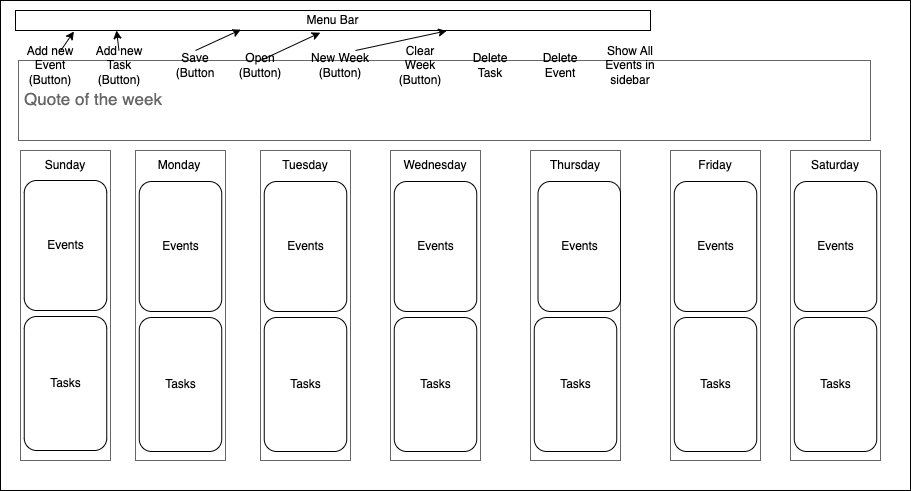 Menu Bar
Add new
Event
(Button)
Add new
Task
(Button)
Save
(Button
Open
(Button)
New Week
(Button)
Clear
Week
(Button)
Delete
Task
Delete
Event
Show All
Events in
sidebar
Quote of the week
Sunday
Monday
Tuesday
Wednesday
Thursday
Friday
Saturday
Events
Events
Events
Events
Events
Events
Events
Tasks
Tasks
Tasks
Tasks
Tasks
Tasks
Tasks